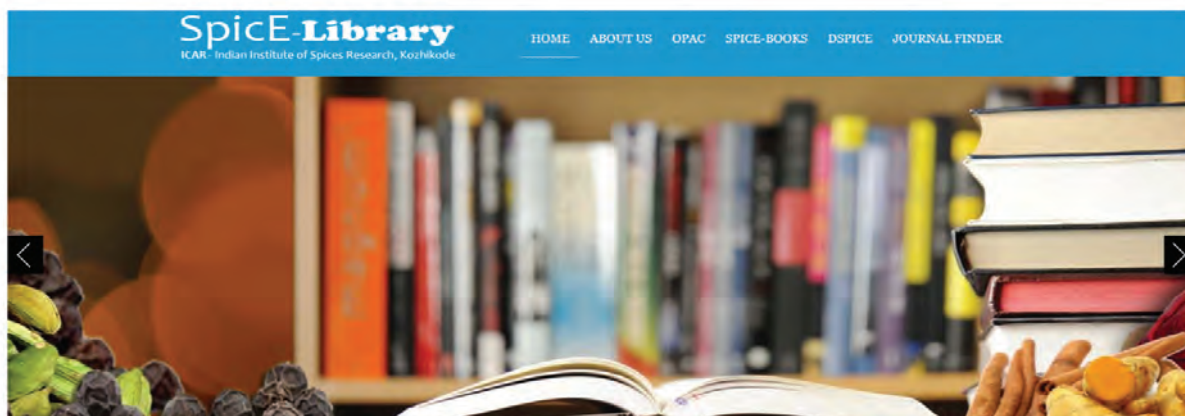 SpicE-Library
ICAR- Indian Institute of Spices Research, Kozhikode
HOME ABOUT US OPAC SPICE-BOOKS DSPICE JOURNAL FINDER